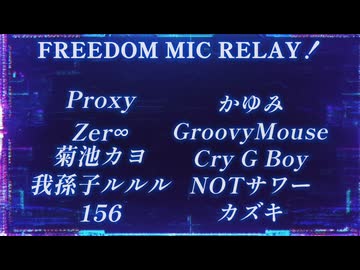 FREEDOM MIC RELAY！
Proxy
かゆみ
Zer∞
GroovyMouse
菊池カヨ
Cry G Boy
我孫子ルルル
NOTサワー
156
カズキ